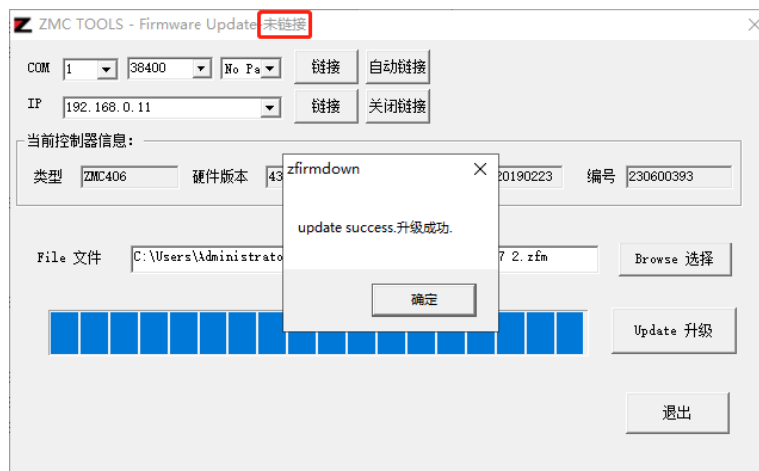 ZMC TOOLS - Firmware Update-未链接
COM 1 38400 No Pa 链接 自动链接
IP 192.168.0.11 链接 关闭链接
当前控制器信息:
类型 ZMC406 硬件版本 43 20190223 编号 230600393
zfirmdown
update success.升级成功.
确定
File 文件 C:\Users\Administrato 7 2.zfm Browse 选择
Update 升级
退出